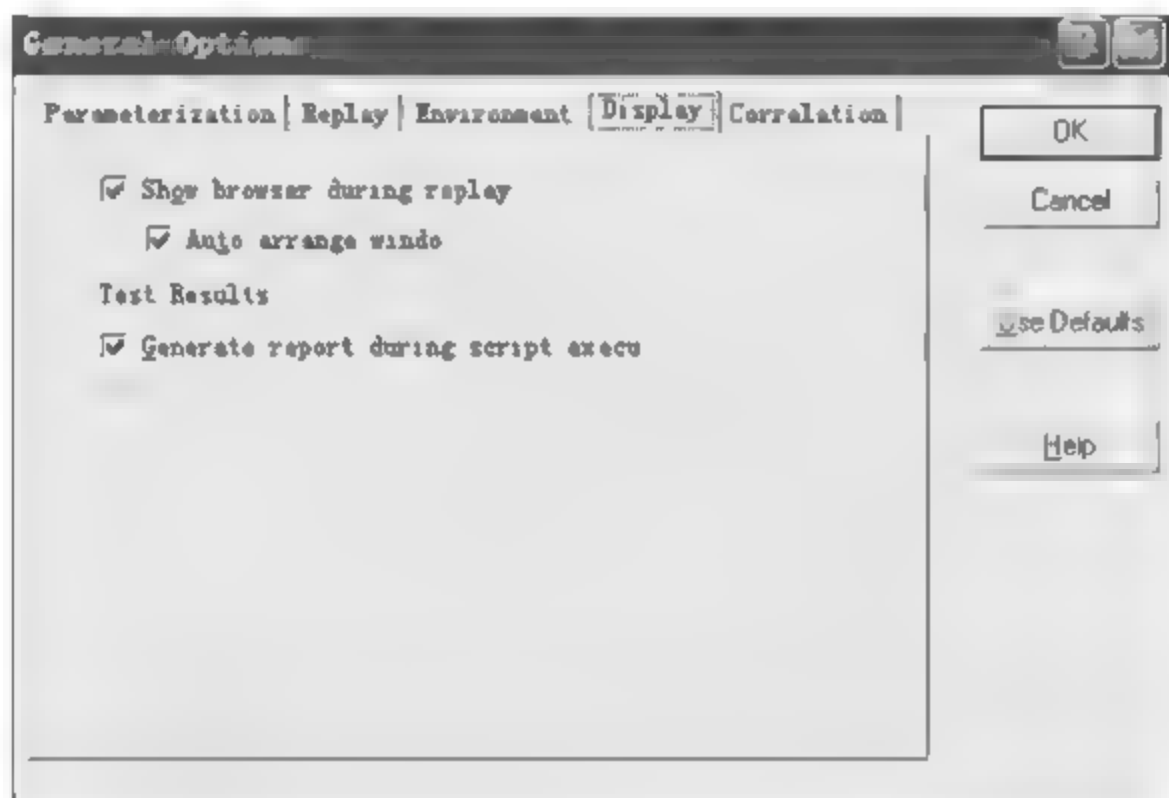 General Options
Parameterization Replay Environment Display Correlation
Show browser during replay
Auto arrange windo
Test Results
Generate report during script execu
OK
Cancel
Use Defaults
Help